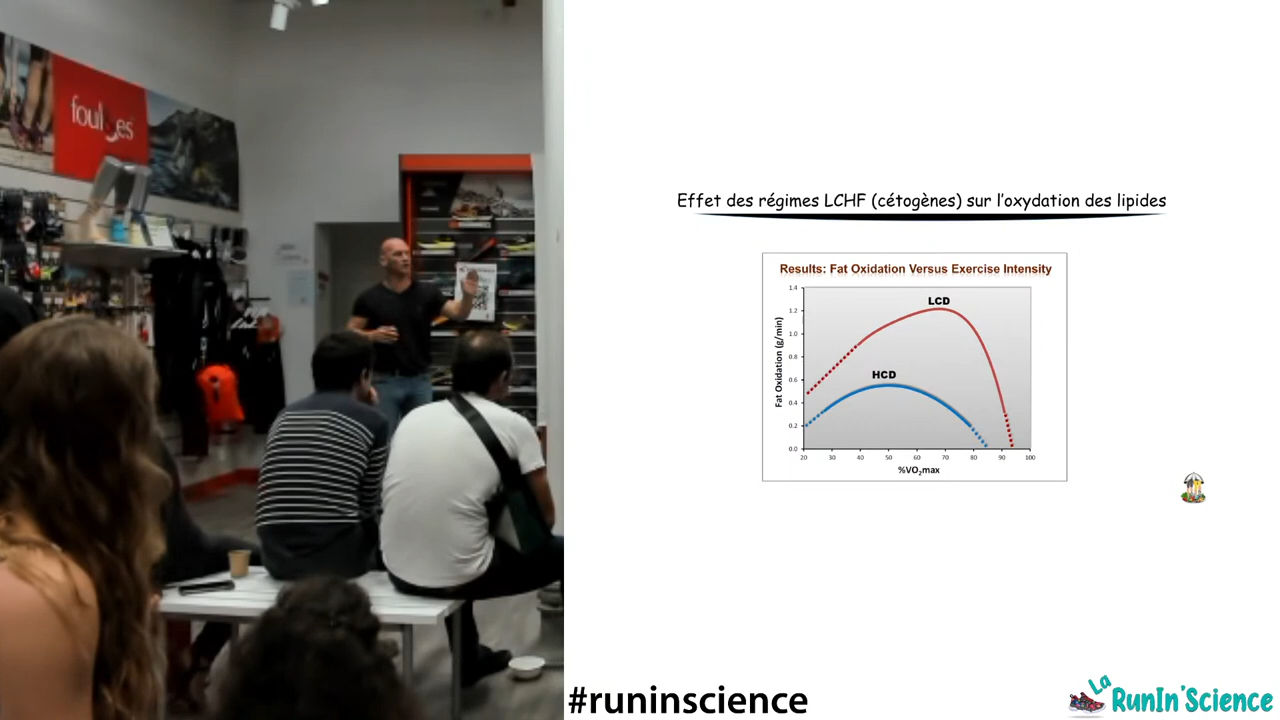 foulées
Effet des régimes LCHF (cétogènes) sur l'oxydation des lipides
Results: Fat Oxidation Versus Exercise Intensity
Fat Oxidation (g/min)
1.4
1.2
1.0
0.8
0.6
0.4
0.2
0.0
LCD
HCD
20 30 40 50 60 70 80 90 100
%VO₂max
#runinscience
La
RunIn'Science